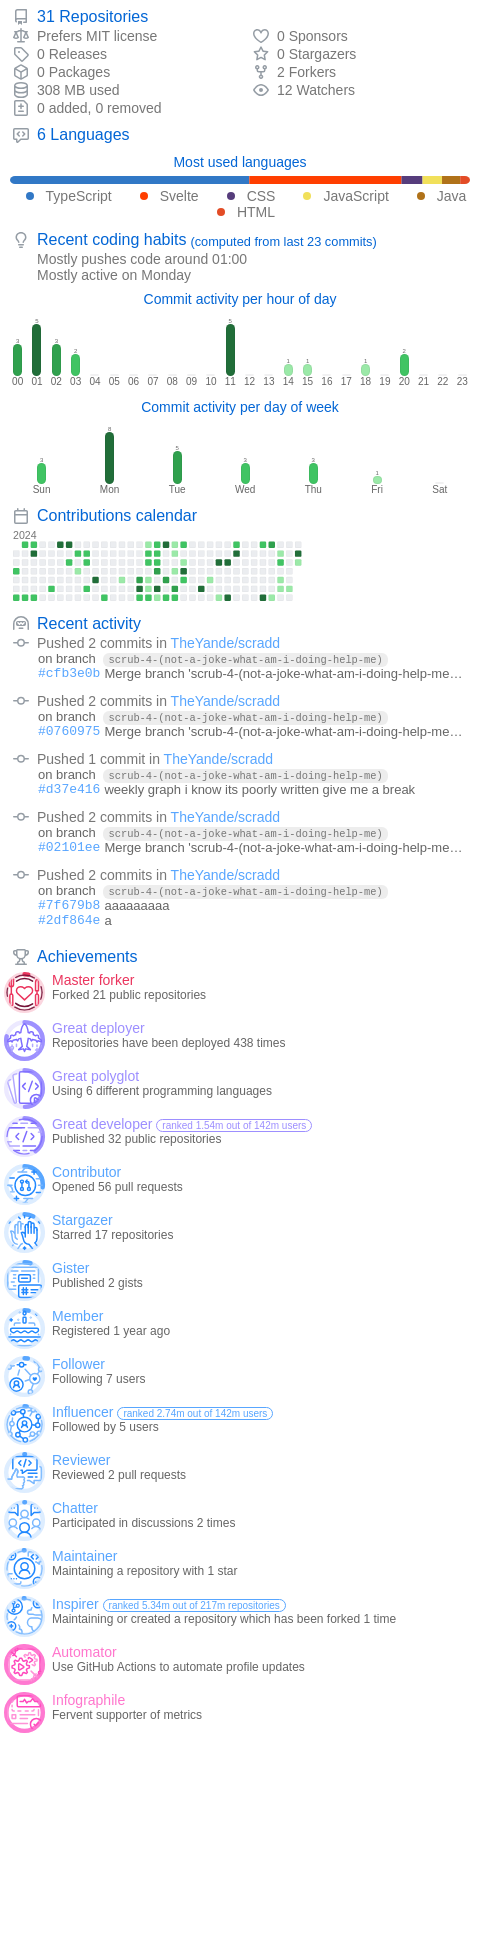 31 Repositories
Prefers MIT license
0 Sponsors
0 Releases
0 Stargazers
0 Packages
2 Forkers
308 MB used
12 Watchers
0 added, 0 removed
6 Languages
Most used languages
TypeScript Svelte CSS JavaScript Java
HTML
Recent coding habits (computed from last 23 commits)
Mostly pushes code around 01:00
Mostly active on Monday
Commit activity per hour of day
3 5 3 2 5 1 1 1 2
00 01 02 03 04 05 06 07 08 09 10 11 12 13 14 15 16 17 18 19 20 21 22 23
Commit activity per day of week
3 8 5 3 3 1
Sun Mon Tue Wed Thu Fri Sat
Contributions calendar
2024
Recent activity
Pushed 2 commits in TheYande/scradd
on branch scrub-4-(not-a-joke-what-am-i-doing-help-me)
#cfb3e0b Merge branch 'scrub-4-(not-a-joke-what-am-i-doing-help-me…
Pushed 2 commits in TheYande/scradd
on branch scrub-4-(not-a-joke-what-am-i-doing-help-me)
#0760975 Merge branch 'scrub-4-(not-a-joke-what-am-i-doing-help-me…
Pushed 1 commit in TheYande/scradd
on branch scrub-4-(not-a-joke-what-am-i-doing-help-me)
#d37e416 weekly graph i know its poorly written give me a break
Pushed 2 commits in TheYande/scradd
on branch scrub-4-(not-a-joke-what-am-i-doing-help-me)
#02101ee Merge branch 'scrub-4-(not-a-joke-what-am-i-doing-help-me…
Pushed 2 commits in TheYande/scradd
on branch scrub-4-(not-a-joke-what-am-i-doing-help-me)
#7f679b8 aaaaaaaaa
#2df864e a
Achievements
Master forker
Forked 21 public repositories
Great deployer
Repositories have been deployed 438 times
Great polyglot
Using 6 different programming languages
Great developer ranked 1.54m out of 142m users
Published 32 public repositories
Contributor
Opened 56 pull requests
Stargazer
Starred 17 repositories
Gister
Published 2 gists
Member
Registered 1 year ago
Follower
Following 7 users
Influencer ranked 2.74m out of 142m users
Followed by 5 users
Reviewer
Reviewed 2 pull requests
Chatter
Participated in discussions 2 times
Maintainer
Maintaining a repository with 1 star
Inspirer ranked 5.34m out of 217m repositories
Maintaining or created a repository which has been forked 1 time
Automator
Use GitHub Actions to automate profile updates
Infographile
Fervent supporter of metrics